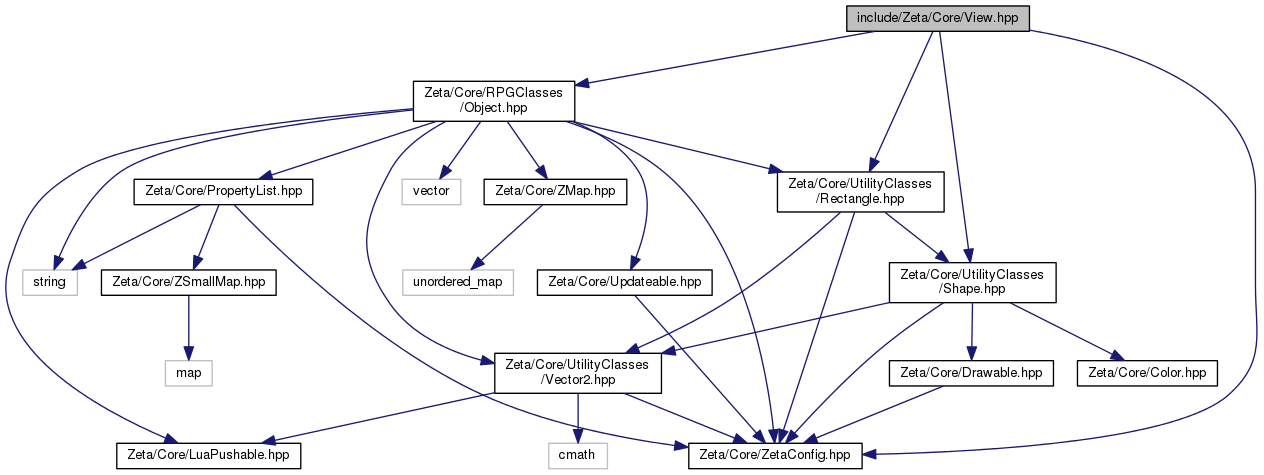 include/Zeta/Core/View.hpp
Zeta/Core/RPGClasses
/Object.hpp
Zeta/Core/PropertyList.hpp
vector
Zeta/Core/ZMap.hpp
Zeta/Core/UtilityClasses
/Rectangle.hpp
string
Zeta/Core/ZSmallMap.hpp
unordered_map
Zeta/Core/Updateable.hpp
Zeta/Core/UtilityClasses
/Shape.hpp
map
Zeta/Core/UtilityClasses
/Vector2.hpp
Zeta/Core/Drawable.hpp
Zeta/Core/Color.hpp
Zeta/Core/LuaPushable.hpp
cmath
Zeta/Core/ZetaConfig.hpp